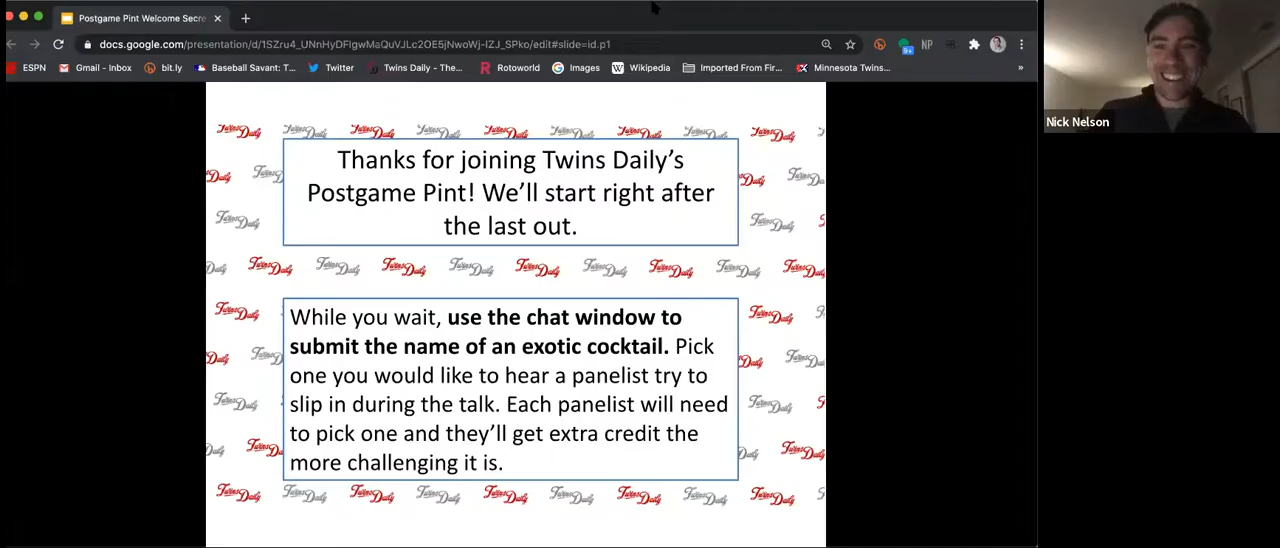 Postgame Pint Welcome Secre
docs.google.com/presentation/d/1SZru4_UNnHyDFIgwMaQuVJLc2OE5jNwoWj-IZJ_SPko/edit#slide=id.p1
NP
9+
ESPN
Gmail - Inbox
bit.ly
Baseball Savant: T...
Twitter
Twins Daily - The...
Rotoworld
Images
Wikipedia
Imported From Fir...
Minnesota Twins...
»
Nick Nelson
Twins Daily
Thanks for joining Twins Daily’s
Postgame Pint! We’ll start right after
the last out.
While you wait, use the chat window to
submit the name of an exotic cocktail. Pick
one you would like to hear a panelist try to
slip in during the talk. Each panelist will need
to pick one and they’ll get extra credit the
more challenging it is.